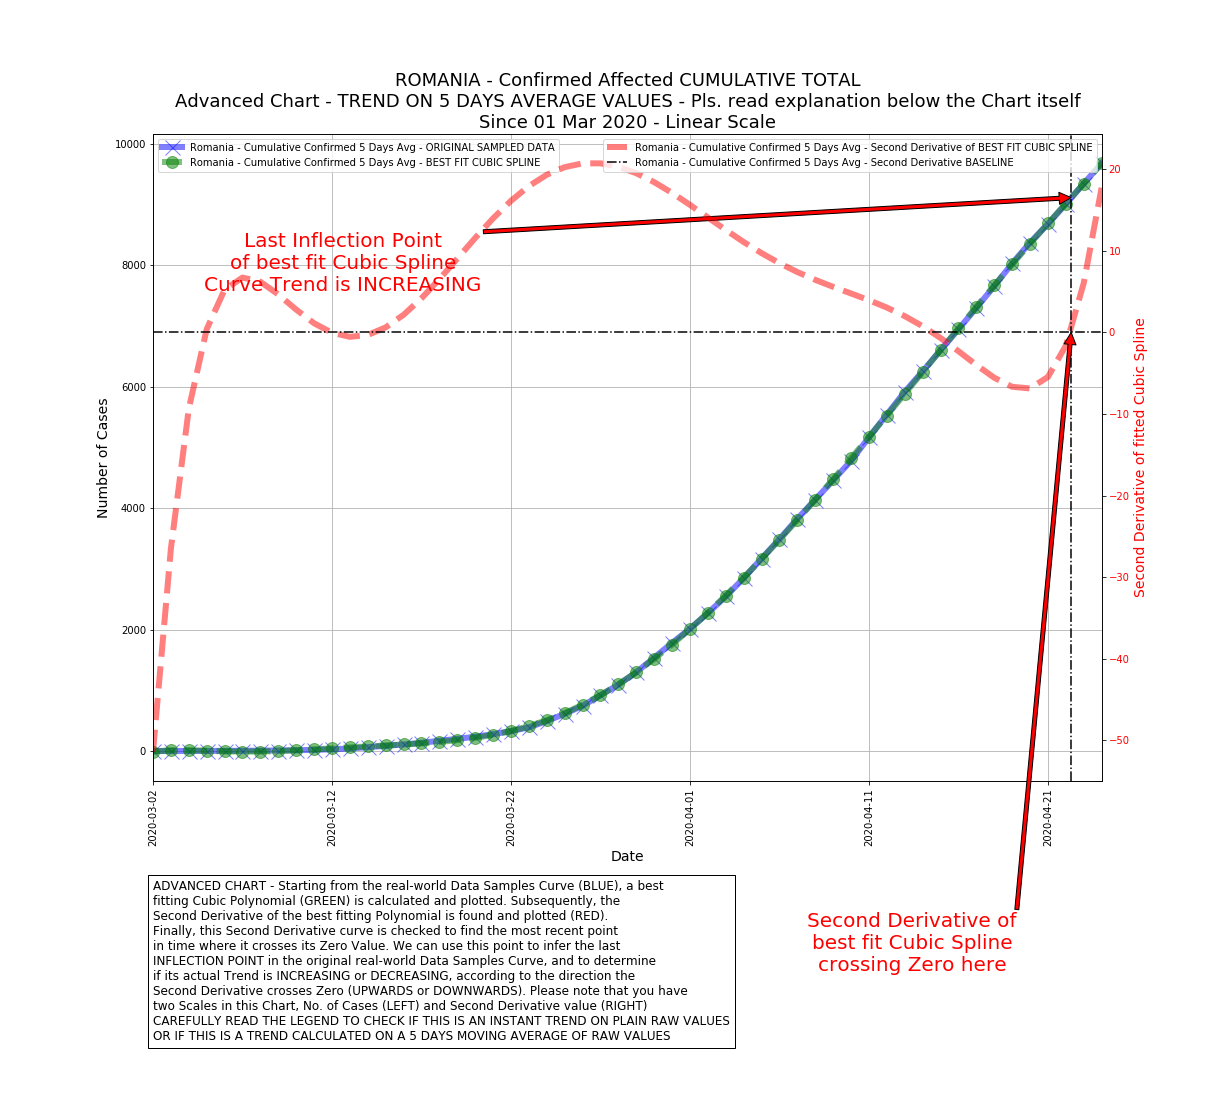 ROMANIA - Confirmed Affected CUMULATIVE TOTAL
Advanced Chart - TREND ON 5 DAYS AVERAGE VALUES - Pls. read explanation below the Chart itself
Since 01 Mar 2020 - Linear Scale
Romania - Cumulative Confirmed 5 Days Avg - ORIGINAL SAMPLED DATA
Romania - Cumulative Confirmed 5 Days Avg - BEST FIT CUBIC SPLINE
Romania - Cumulative Confirmed 5 Days Avg - Second Derivative of BEST FIT CUBIC SPLINE
Romania - Cumulative Confirmed 5 Days Avg - Second Derivative BASELINE
Last Inflection Point
of best fit Cubic Spline
Curve Trend is INCREASING
Number of Cases
10000
8000
6000
4000
2000
0
20
10
0
−10
−20
−30
−40
−50
Second Derivative of fitted Cubic Spline
2020-03-02
2020-03-12
2020-03-22
2020-04-01
2020-04-11
2020-04-21
Date
ADVANCED CHART - Starting from the real-world Data Samples Curve (BLUE), a best
fitting Cubic Polynomial (GREEN) is calculated and plotted. Subsequently, the
Second Derivative of the best fitting Polynomial is found and plotted (RED).
Finally, this Second Derivative curve is checked to find the most recent point
in time where it crosses its Zero Value. We can use this point to infer the last
INFLECTION POINT in the original real-world Data Samples Curve, and to determine
if its actual Trend is INCREASING or DECREASING, according to the direction the
Second Derivative crosses Zero (UPWARDS or DOWNWARDS). Please note that you have
two Scales in this Chart, No. of Cases (LEFT) and Second Derivative value (RIGHT)
CAREFULLY READ THE LEGEND TO CHECK IF THIS IS AN INSTANT TREND ON PLAIN RAW VALUES
OR IF THIS IS A TREND CALCULATED ON A 5 DAYS MOVING AVERAGE OF RAW VALUES
Second Derivative of
best fit Cubic Spline
crossing Zero here